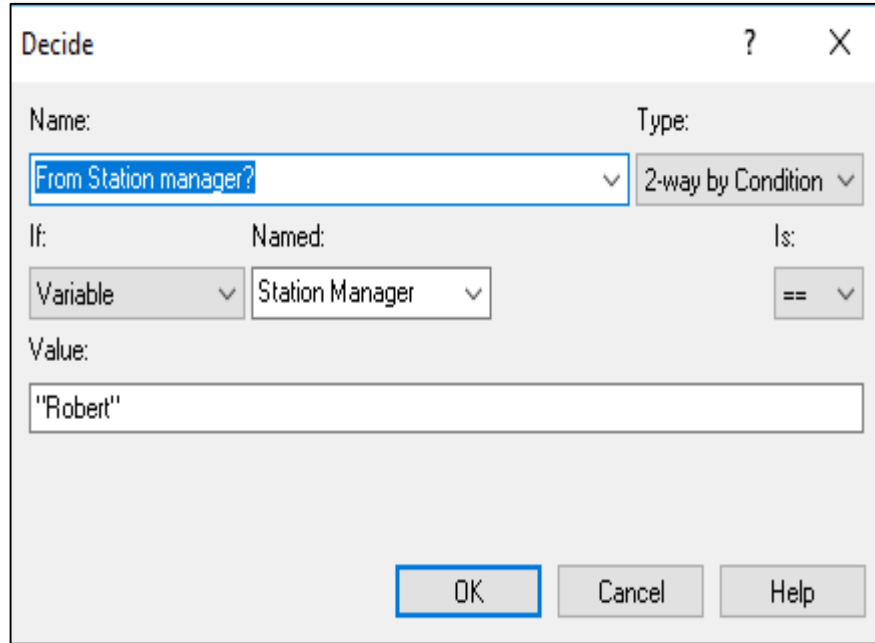 Decide ? X
Name: Type:
From Station manager? 2-way by Condition
If: Named: Is:
Variable Station Manager ==
Value:
"Robert"
OK Cancel Help